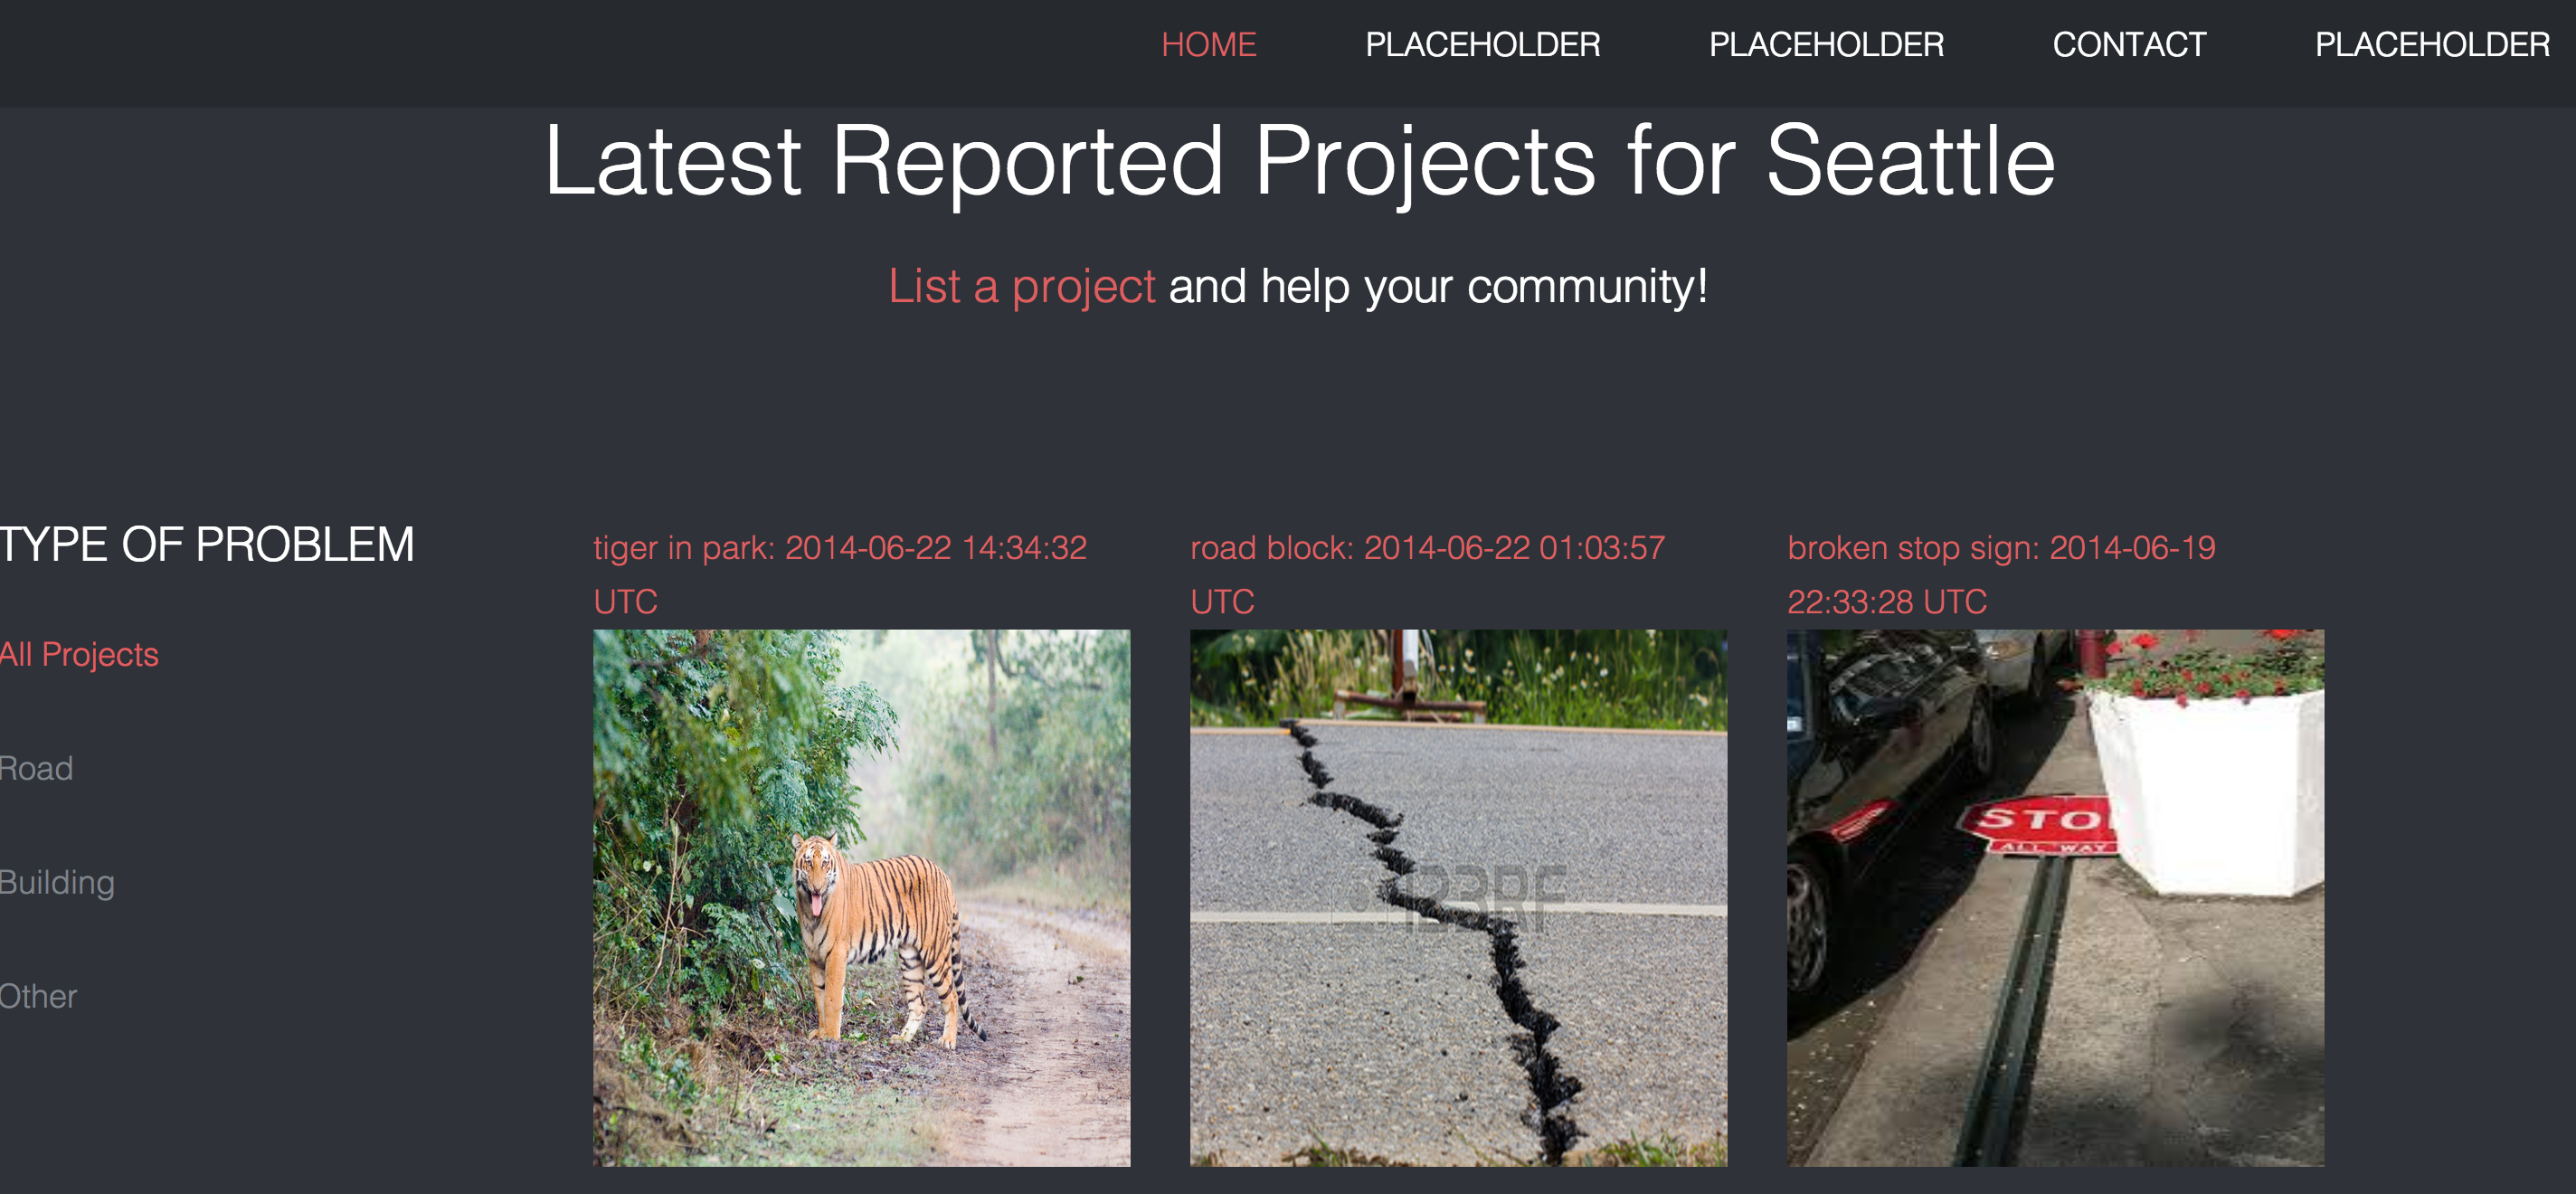 HOME PLACEHOLDER PLACEHOLDER CONTACT PLACEHOLDER
Latest Reported Projects for Seattle
List a project and help your community!
TYPE OF PROBLEM
All Projects
Road
Building
Other
tiger in park: 2014-06-22 14:34:32
UTC
road block: 2014-06-22 01:03:57
UTC
123RF
broken stop sign: 2014-06-19
22:33:28 UTC
STO
ALL WAY